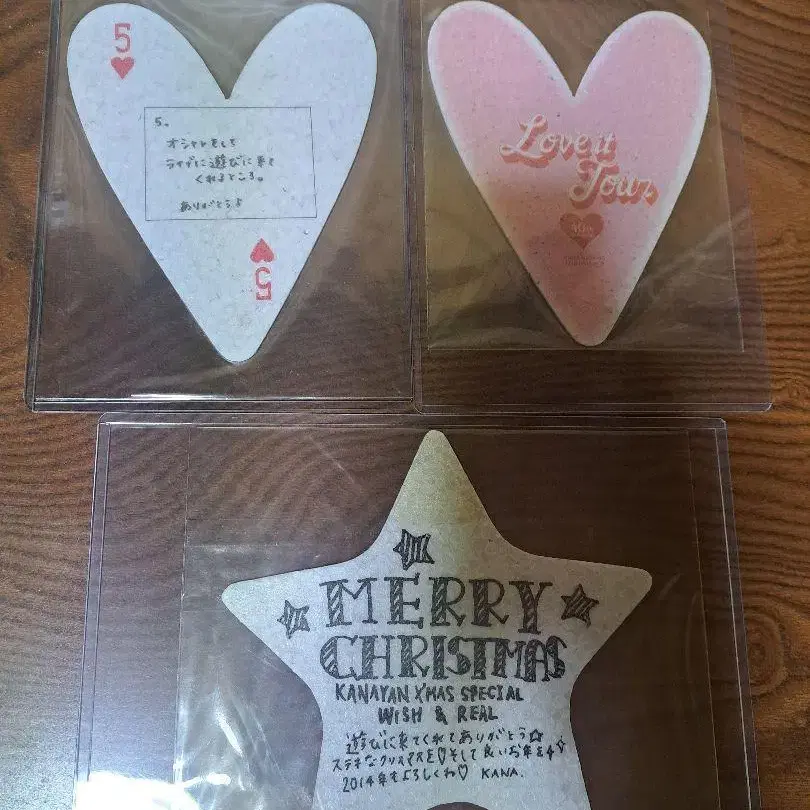 5
5.
オシャレをして
ライブに遊びに来て
くれるところ。
ありがとう♪
5
Love it
Tour
MERRY
CHRISTMAS
KANAYAN X'MAS SPECIAL
WISH & REAL
遊びに来てくれてありがとう☆
ステキなクリスマスを♡そして良いお年を
2014年もよろしくね♡ KANA.